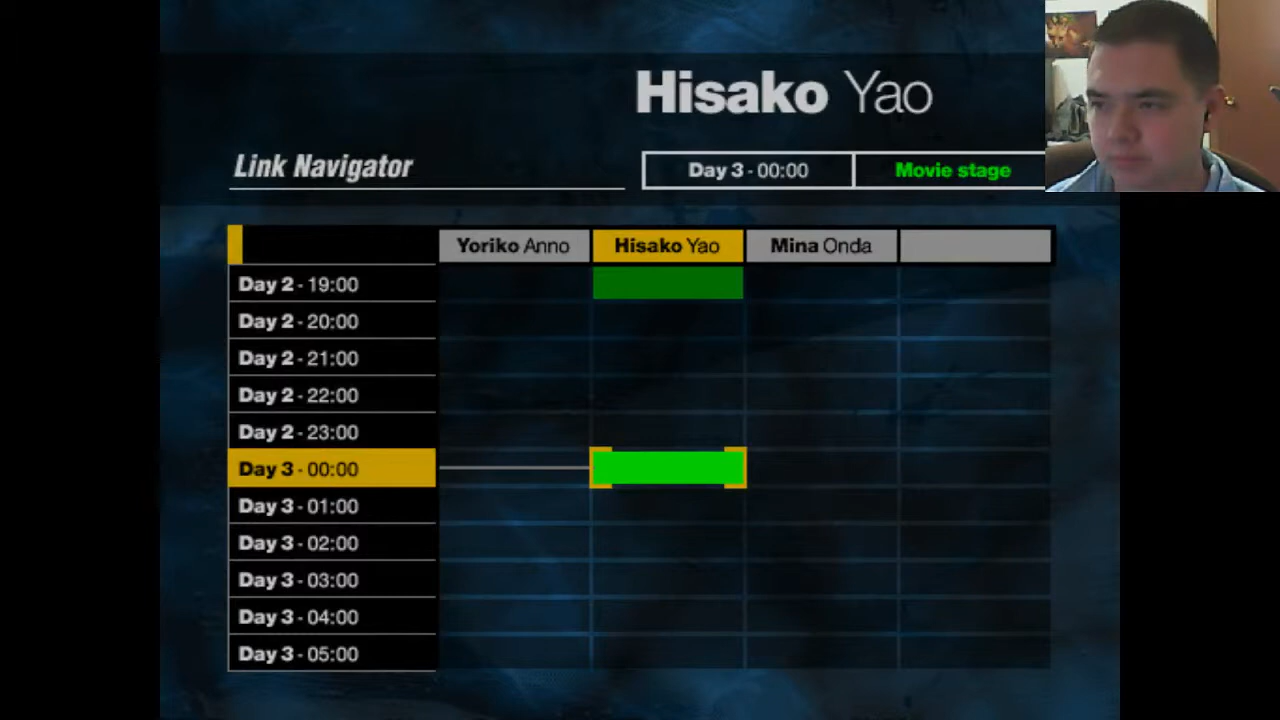 Hisako Yao
Link Navigator
Day 3 - 00:00
Movie stage
Yoriko Anno
Hisako Yao
Mina Onda
Day 2 - 19:00
Day 2 - 20:00
Day 2 - 21:00
Day 2 - 22:00
Day 2 - 23:00
Day 3 - 00:00
Day 3 - 01:00
Day 3 - 02:00
Day 3 - 03:00
Day 3 - 04:00
Day 3 - 05:00